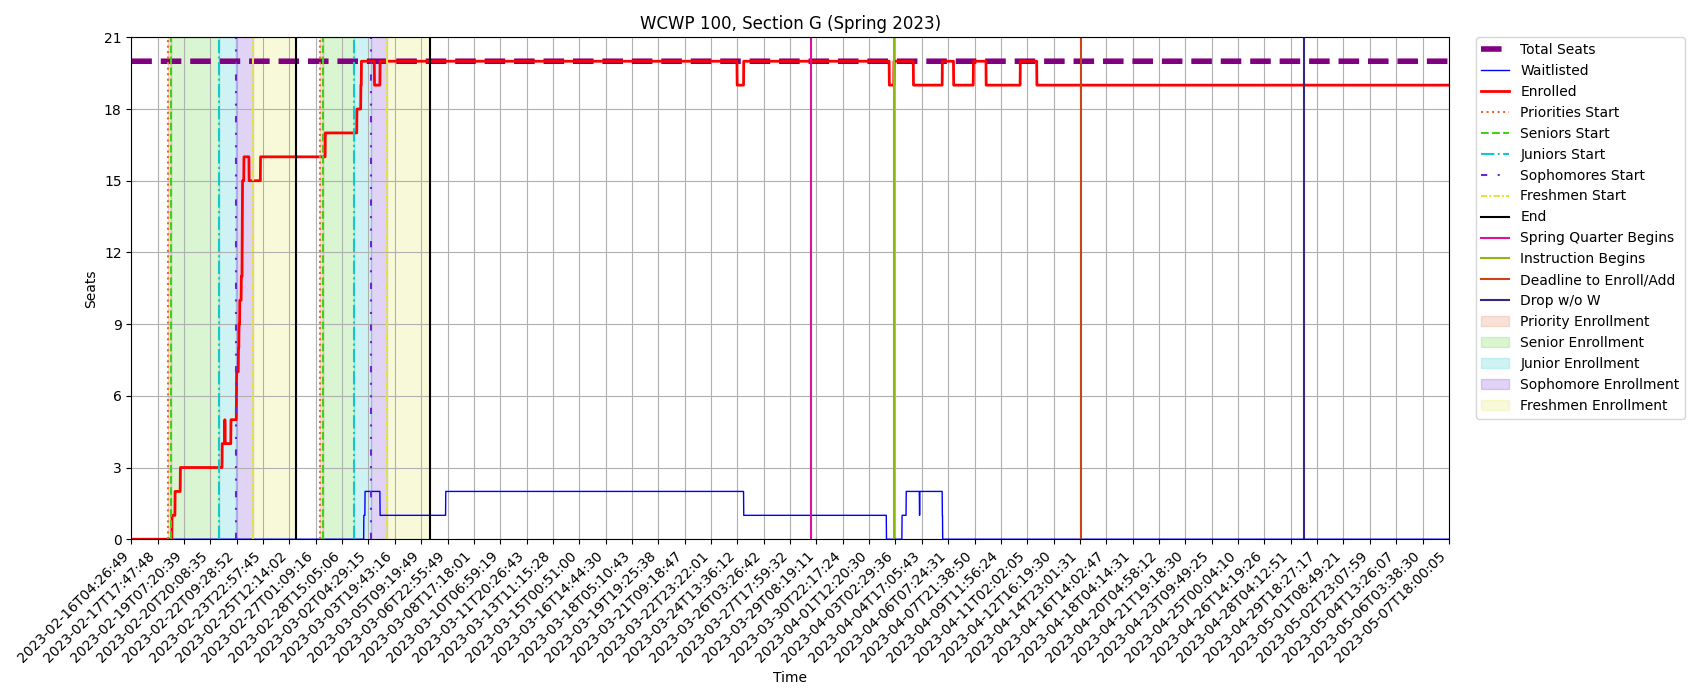 WCWP 100, Section G (Spring 2023)
21
18
15
12
9
6
3
0
Seats
2023-02-16T04:26:49
2023-02-17T17:47:48
2023-02-19T07:20:39
2023-02-20T20:08:35
2023-02-22T09:28:52
2023-02-23T22:57:45
2023-02-25T12:14:02
2023-02-27T01:09:16
2023-02-28T15:05:06
2023-03-02T04:29:15
2023-03-03T19:43:16
2023-03-05T09:19:49
2023-03-06T22:55:49
2023-03-08T17:18:01
2023-03-10T06:59:19
2023-03-11T20:26:43
2023-03-13T11:15:28
2023-03-15T00:51:00
2023-03-16T14:44:30
2023-03-18T05:10:43
2023-03-19T19:25:38
2023-03-21T09:18:47
2023-03-22T23:22:01
2023-03-24T13:36:12
2023-03-26T03:26:42
2023-03-27T17:59:32
2023-03-29T08:19:11
2023-03-30T22:17:24
2023-04-01T12:20:30
2023-04-03T02:29:36
2023-04-04T17:05:43
2023-04-06T07:24:31
2023-04-07T21:38:50
2023-04-09T11:56:24
2023-04-11T02:02:05
2023-04-12T16:19:30
2023-04-14T23:01:31
2023-04-16T14:02:47
2023-04-18T04:14:31
2023-04-20T04:58:12
2023-04-21T19:18:30
2023-04-23T09:49:25
2023-04-25T00:04:10
2023-04-26T14:19:26
2023-04-28T04:12:51
2023-04-29T18:27:17
2023-05-01T08:49:21
2023-05-02T23:07:59
2023-05-04T13:26:07
2023-05-06T03:38:30
2023-05-07T18:00:05
Time
Total Seats
Waitlisted
Enrolled
Priorities Start
Seniors Start
Juniors Start
Sophomores Start
Freshmen Start
End
Spring Quarter Begins
Instruction Begins
Deadline to Enroll/Add
Drop w/o W
Priority Enrollment
Senior Enrollment
Junior Enrollment
Sophomore Enrollment
Freshmen Enrollment